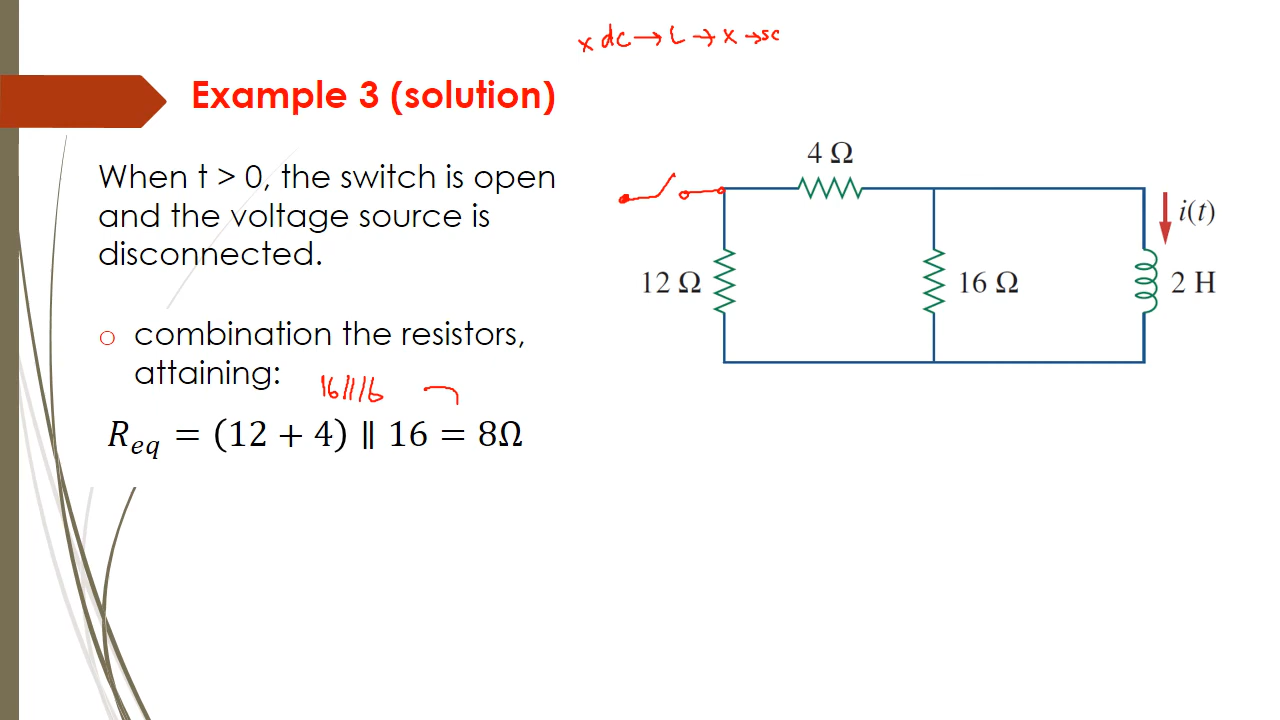 x dc → L → x → sc
Example 3 (solution)
When t > 0, the switch is open
and the voltage source is
disconnected.
o combination the resistors,
attaining:
16//16
R_eq = (12 + 4) ∥ 16 = 8Ω
4 Ω
i(t)
12 Ω
16 Ω
2 H